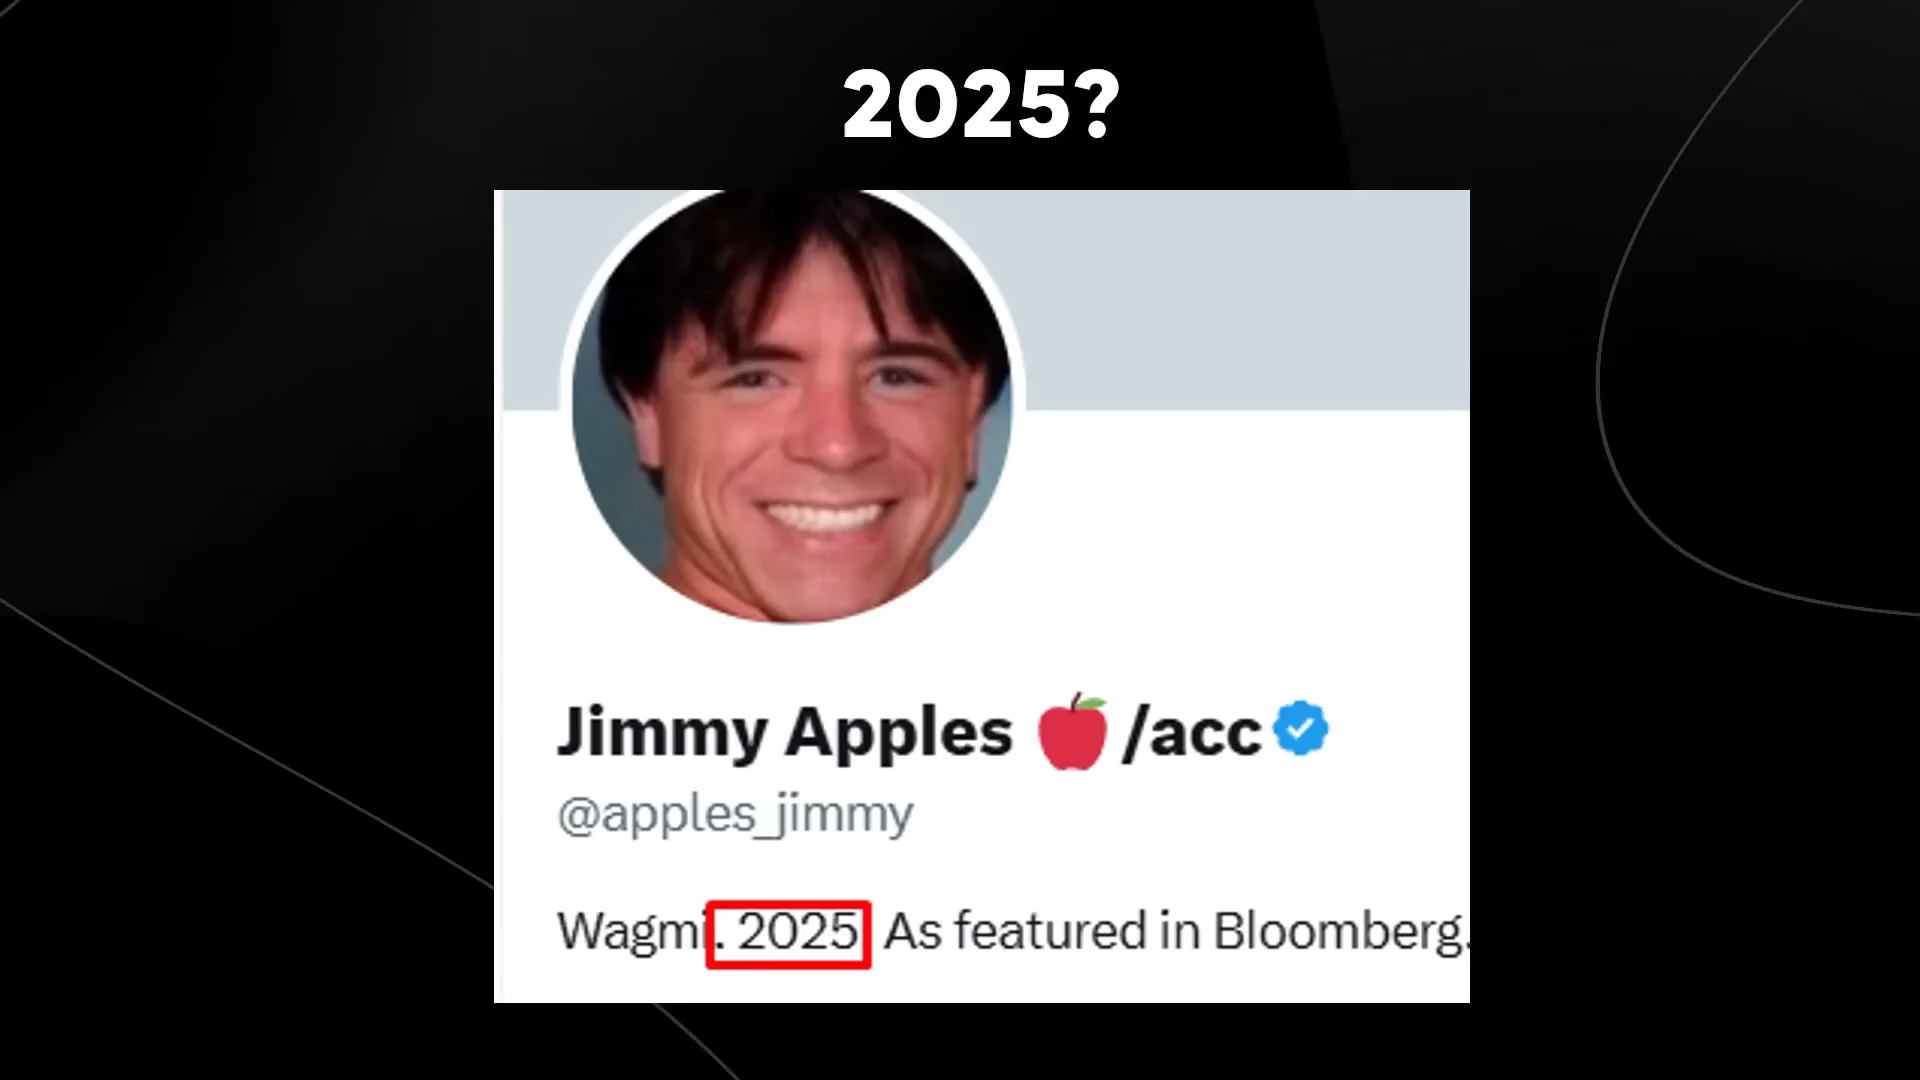 2025?
Jimmy Apples 🍎/acc
@apples_jimmy
Wagmi. 2025 As featured in Bloomberg.